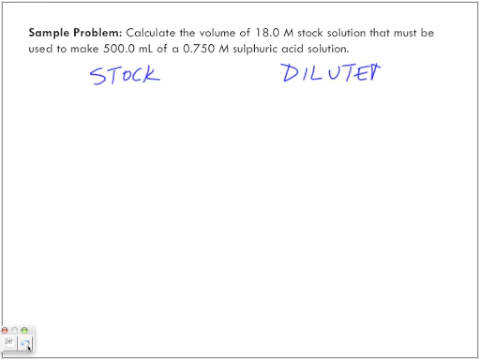 Sample Problem: Calculate the volume of 18.0 M stock solution that must be
used to make 500.0 mL of a 0.750 M sulphuric acid solution.
STOCK DILUTED